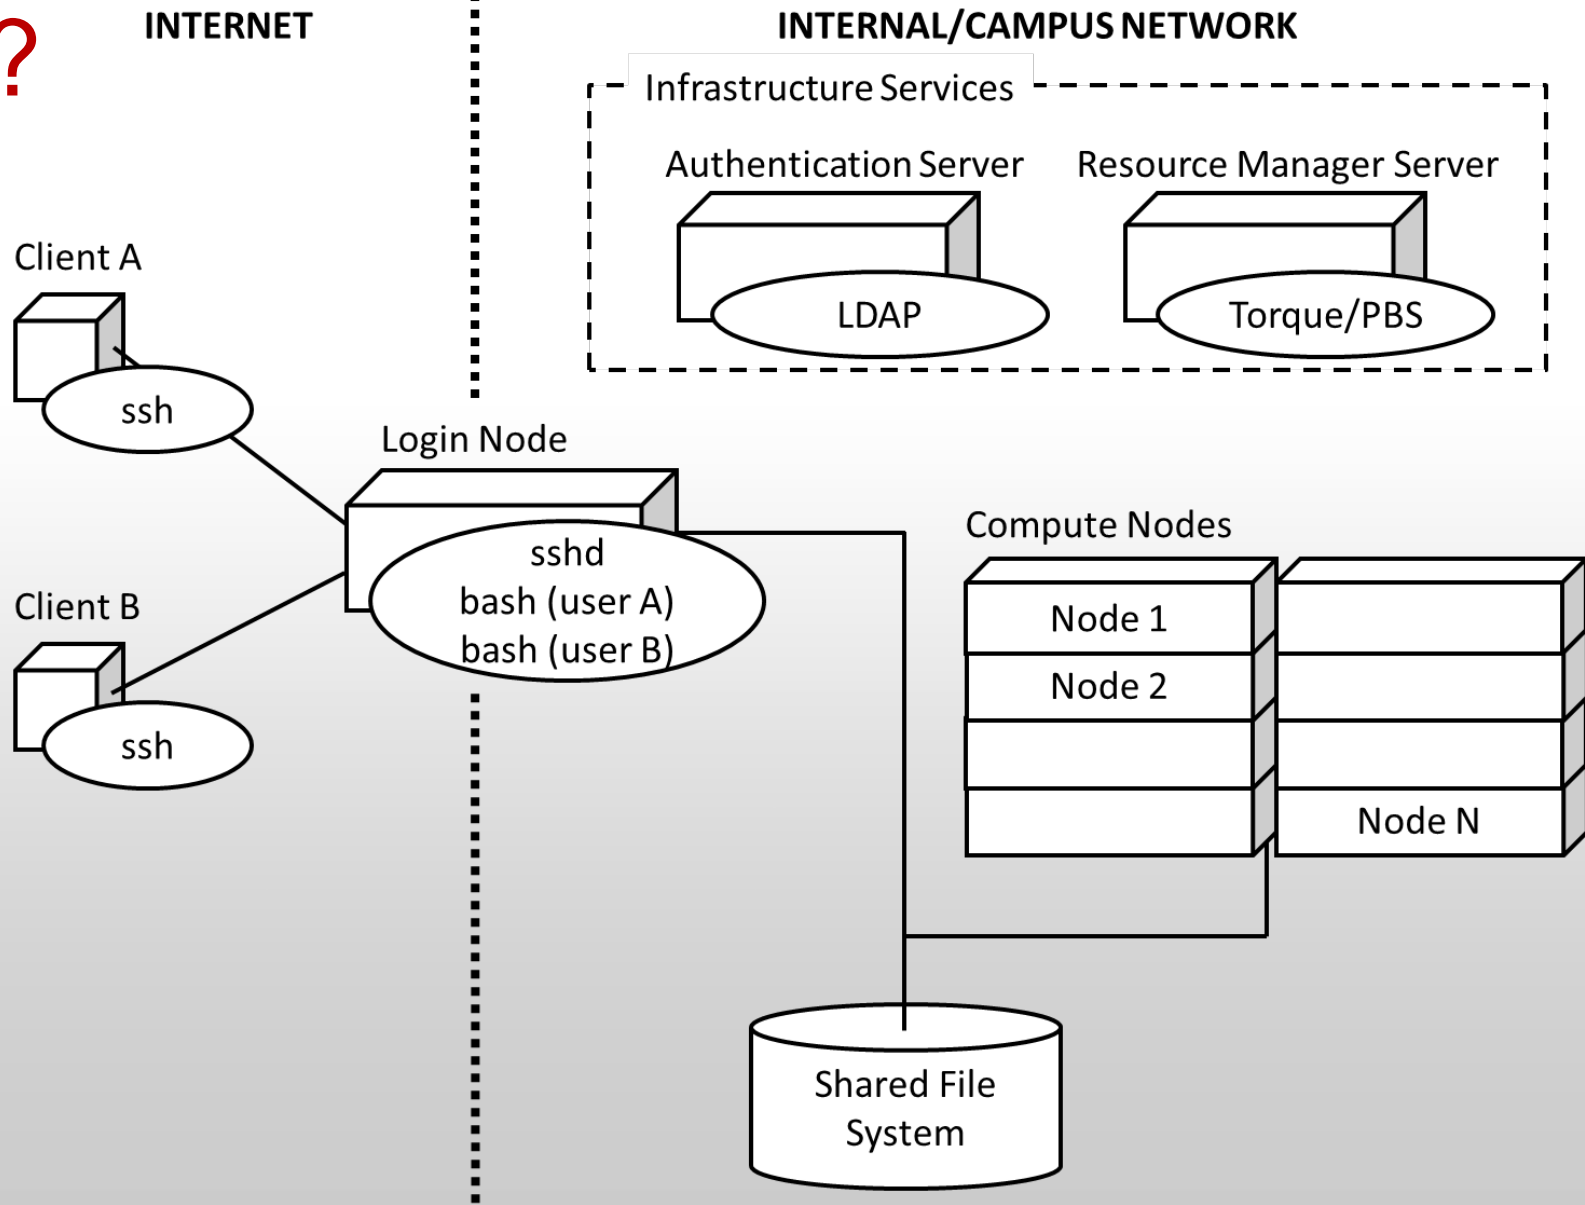 ?
INTERNET
INTERNAL/CAMPUS NETWORK
Infrastructure Services
Authentication Server
Resource Manager Server
LDAP
Torque/PBS
Client A
ssh
Login Node
sshd
bash (user A)
bash (user B)
Client B
ssh
Compute Nodes
Node 1
Node 2
Node N
Shared File
System